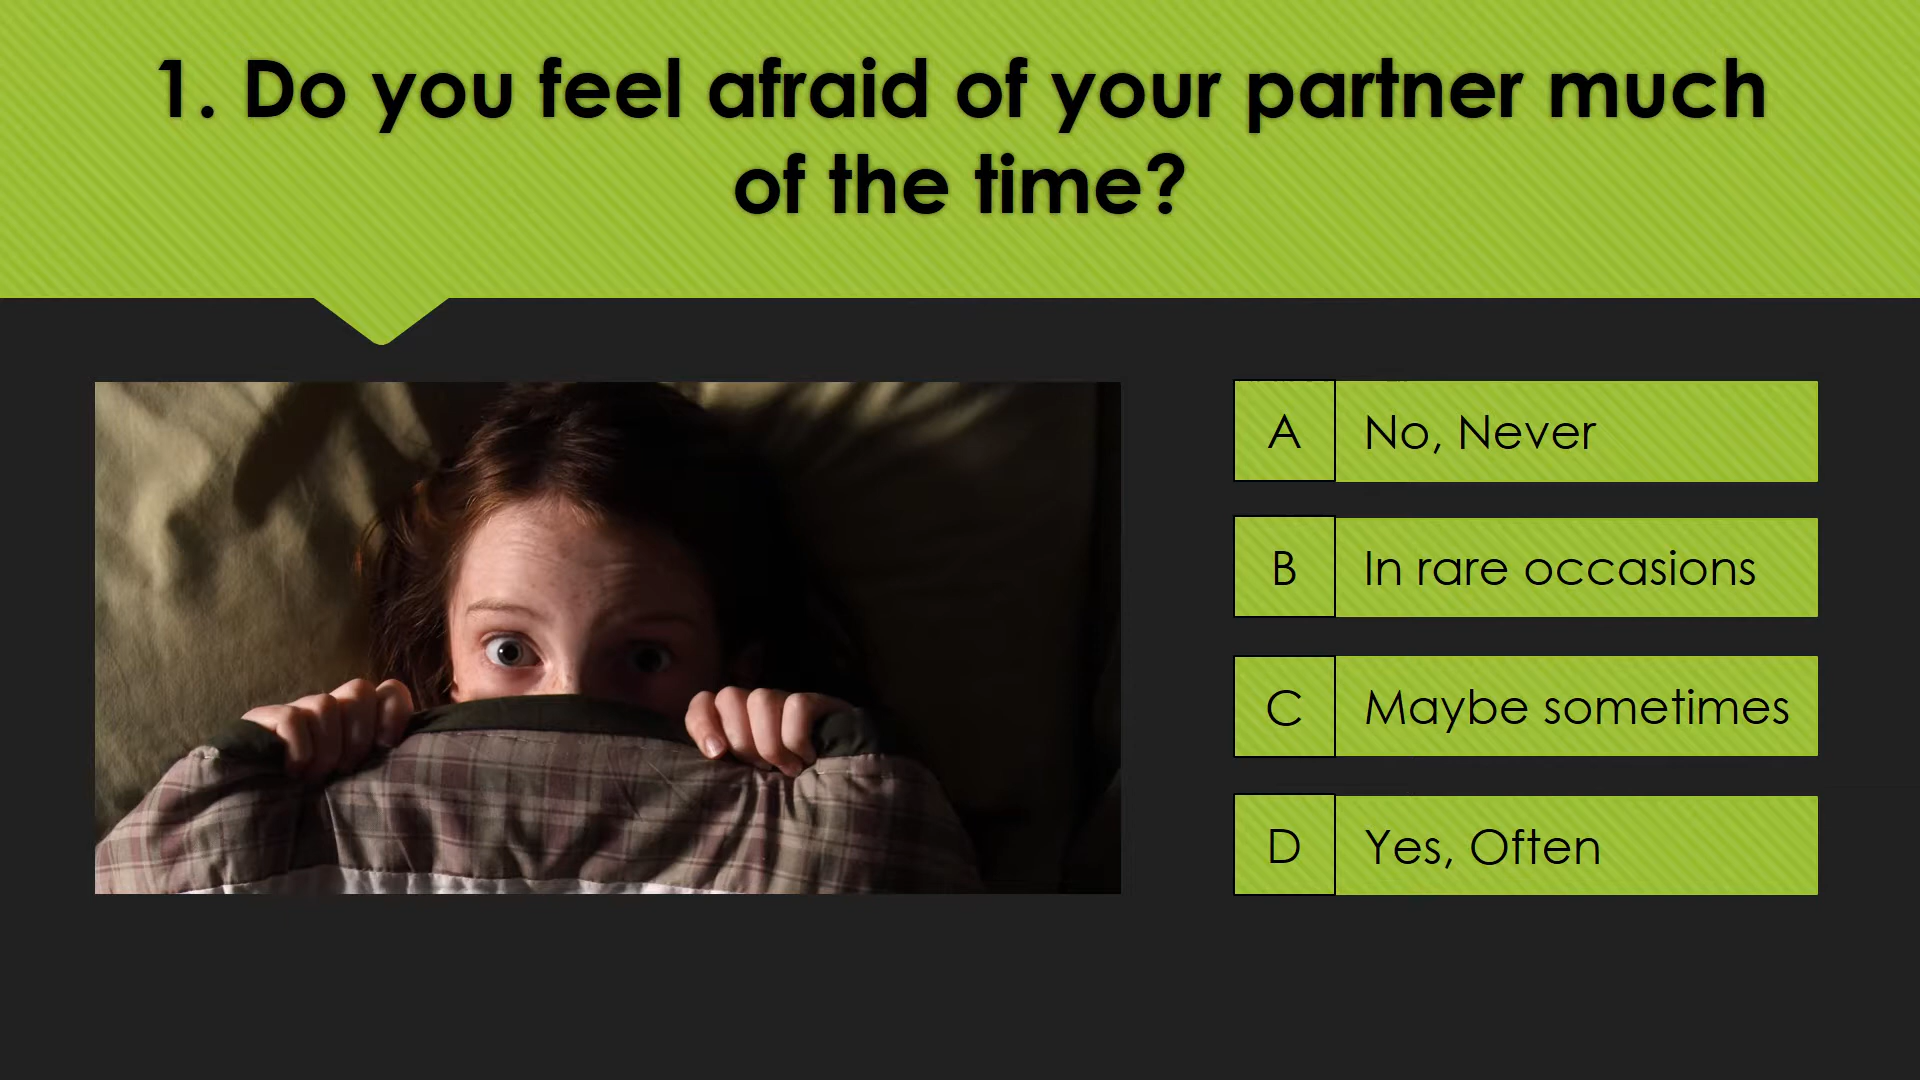 1. Do you feel afraid of your partner much
of the time?
A No, Never
B In rare occasions
C Maybe sometimes
D Yes, Often